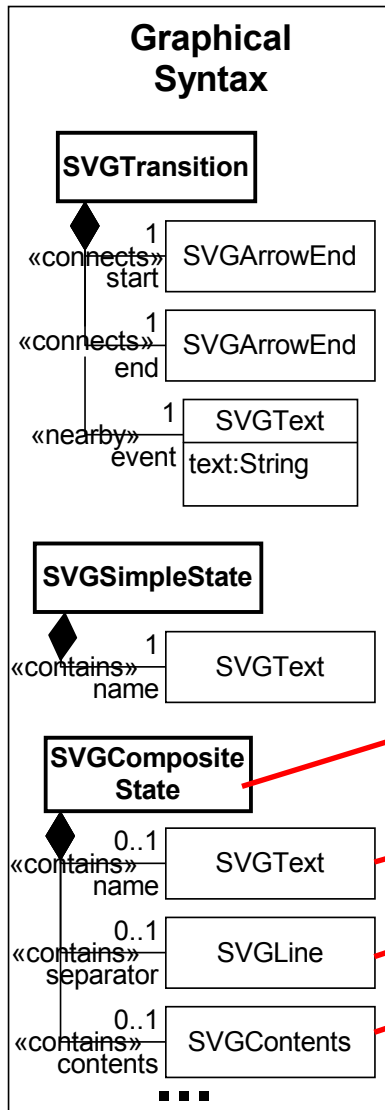 Graphical
Syntax
SVGTransition
1
«connects»
start
SVGArrowEnd
1
«connects»
end
SVGArrowEnd
1
«nearby»
event
SVGText
text:String
SVGSimpleState
1
«contains»
name
SVGText
SVGComposite
State
0..1
«contains»
name
SVGText
0..1
«contains»
separator
SVGLine
0..1
«contains»
contents
SVGContents
...